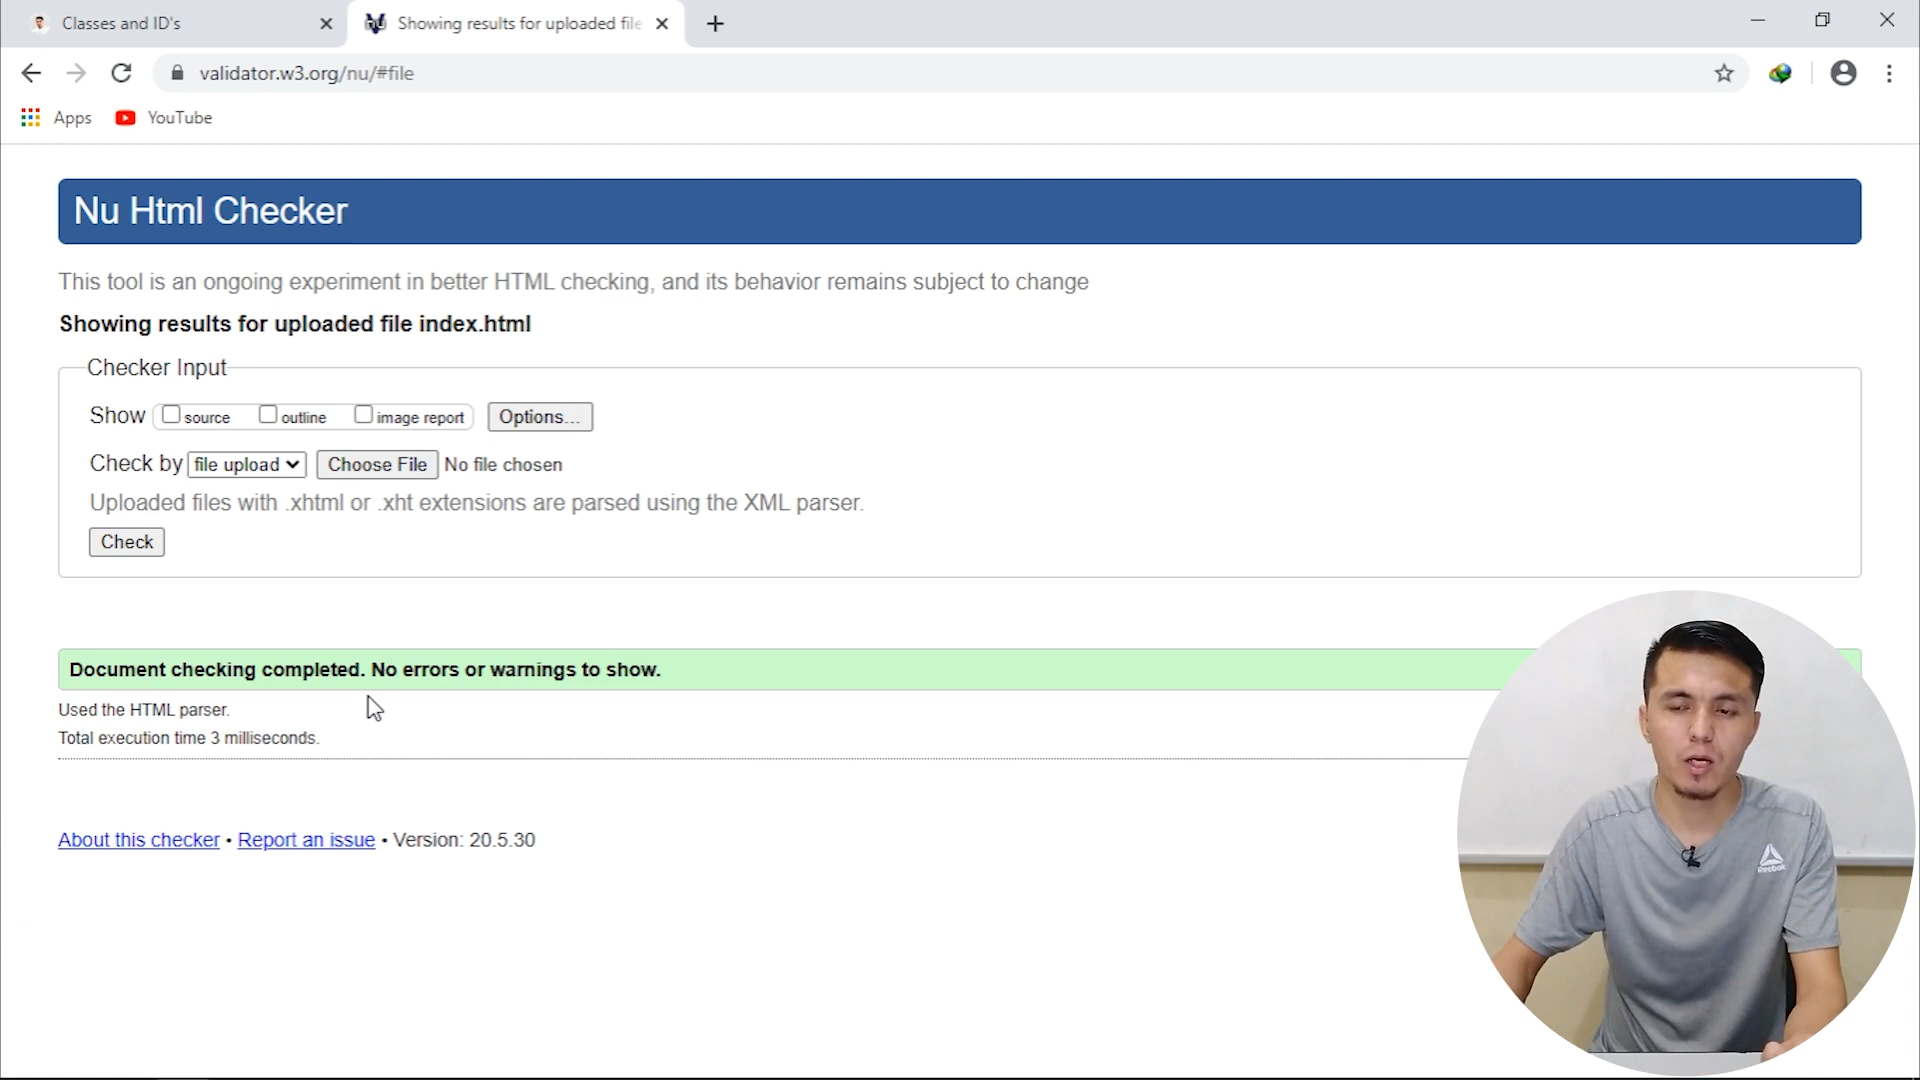 Classes and ID's
Showing results for uploaded file
validator.w3.org/nu/#file
Apps
YouTube
Nu Html Checker
This tool is an ongoing experiment in better HTML checking, and its behavior remains subject to change
Showing results for uploaded file index.html
Checker Input
Show source outline image report Options...
Check by file upload Choose File No file chosen
Uploaded files with .xhtml or .xht extensions are parsed using the XML parser.
Check
Document checking completed. No errors or warnings to show.
Used the HTML parser.
Total execution time 3 milliseconds.
About this checker • Report an issue • Version: 20.5.30
Reebok